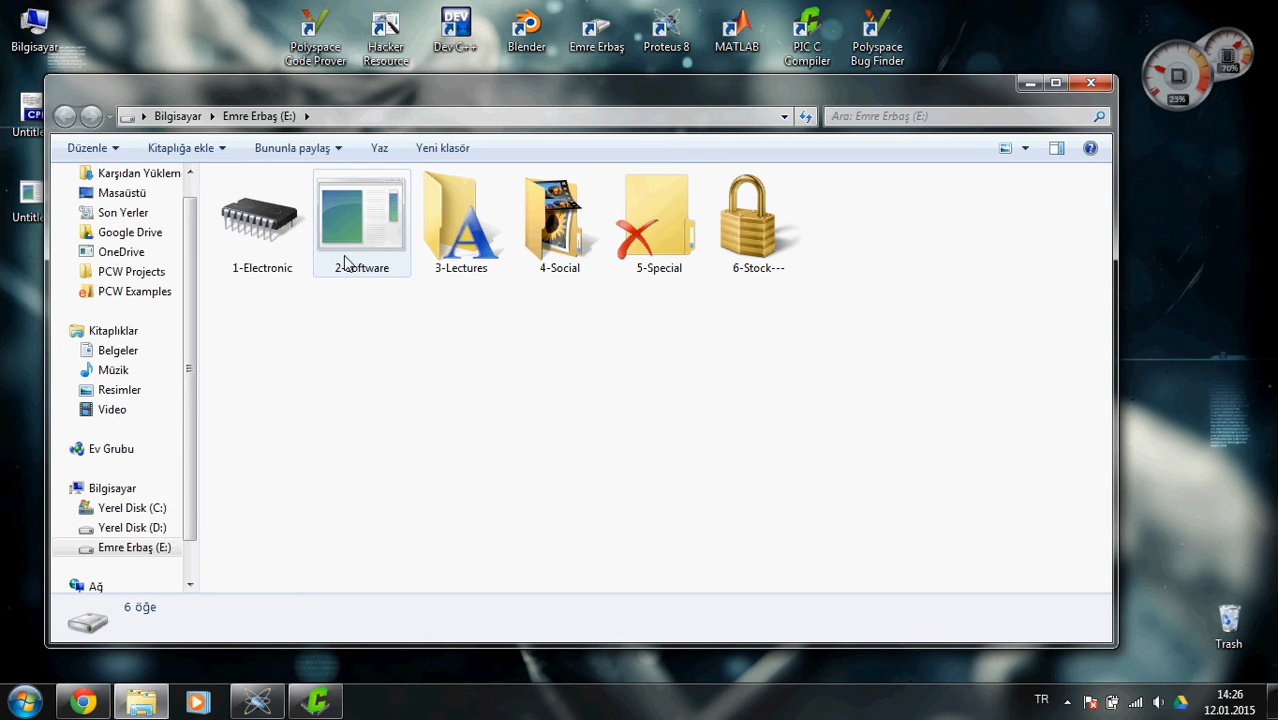 Bilgisayar
Polyspace
Code Prover
Hacker
Resource
DEV
Dev C++
Blender
Emre Erbaş
Proteus 8
MATLAB
PIC C
Compiler
Polyspace
Bug Finder
70%
23%
Untitle
Untitle
Bilgisayar
Emre Erbaş (E:)
Ara: Emre Erbaş (E:)
Düzenle
Kitaplığa ekle
Bununla paylaş
Yaz
Yeni klasör
Karşıdan Yüklem
Masaüstü
Son Yerler
Google Drive
OneDrive
PCW Projects
PCW Examples
Kitaplıklar
Belgeler
Müzik
Resimler
Video
Ev Grubu
Bilgisayar
Yerel Disk (C:)
Yerel Disk (D:)
Emre Erbaş (E:)
Ağ
1-Electronic
2-Software
3-Lectures
4-Social
5-Special
6-Stock---
6 öğe
Trash
TR
14:26
12.01.2015